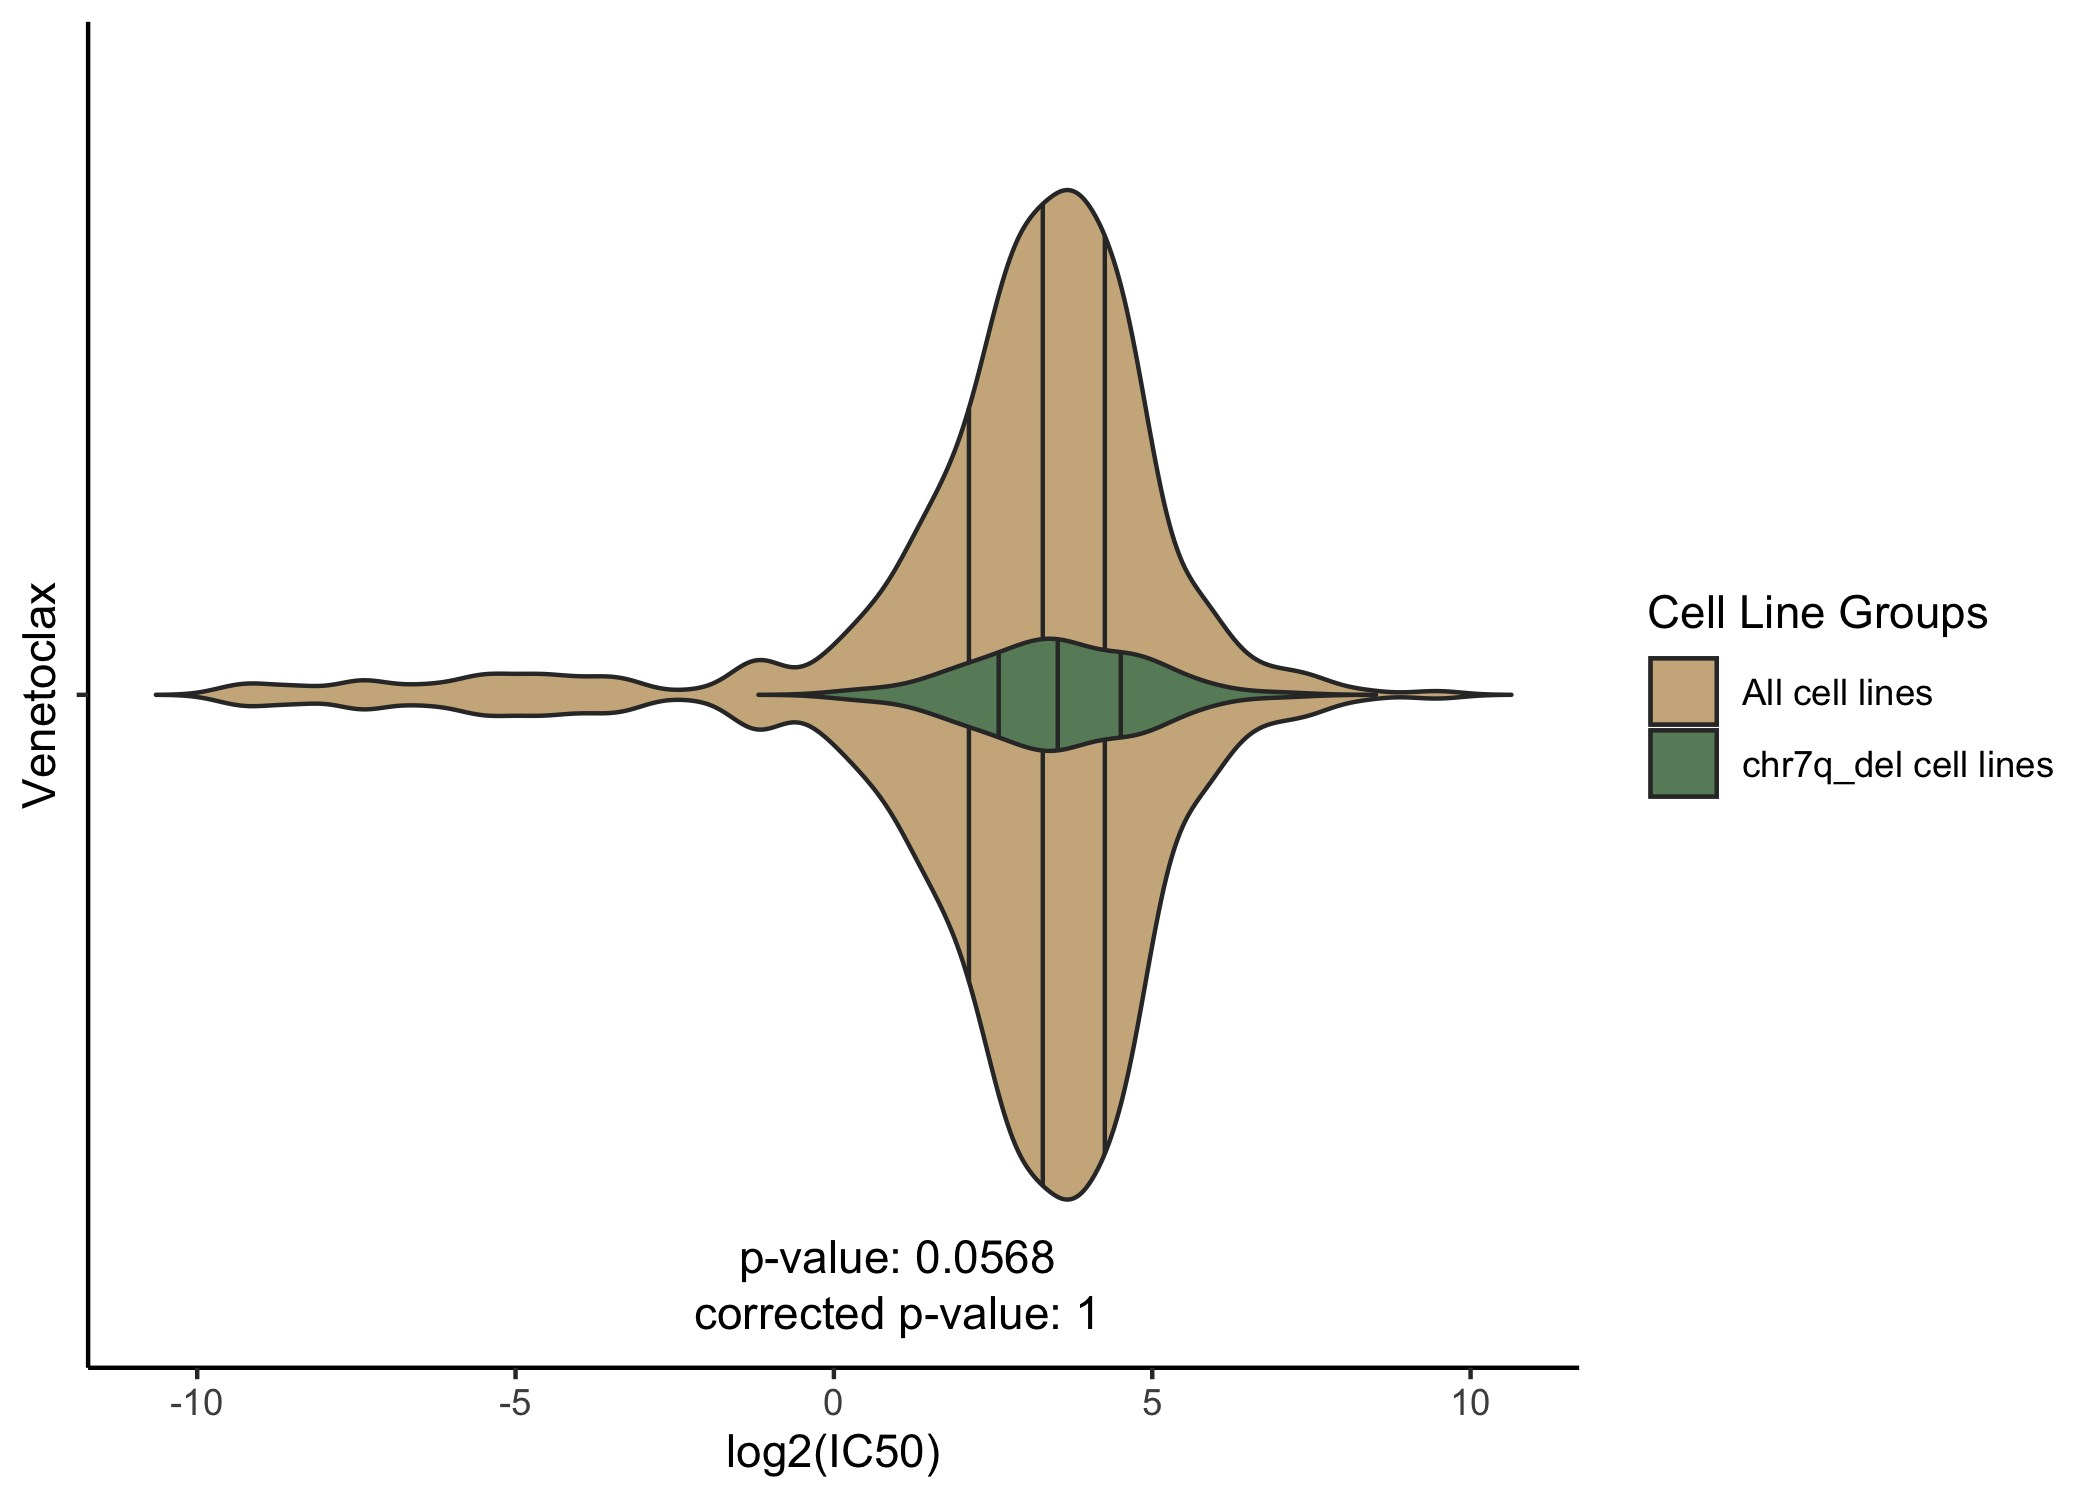 Venetoclax
p-value: 0.0568
corrected p-value: 1
-10
-5
0
5
10
log2(IC50)
Cell Line Groups
All cell lines
chr7q_del cell lines